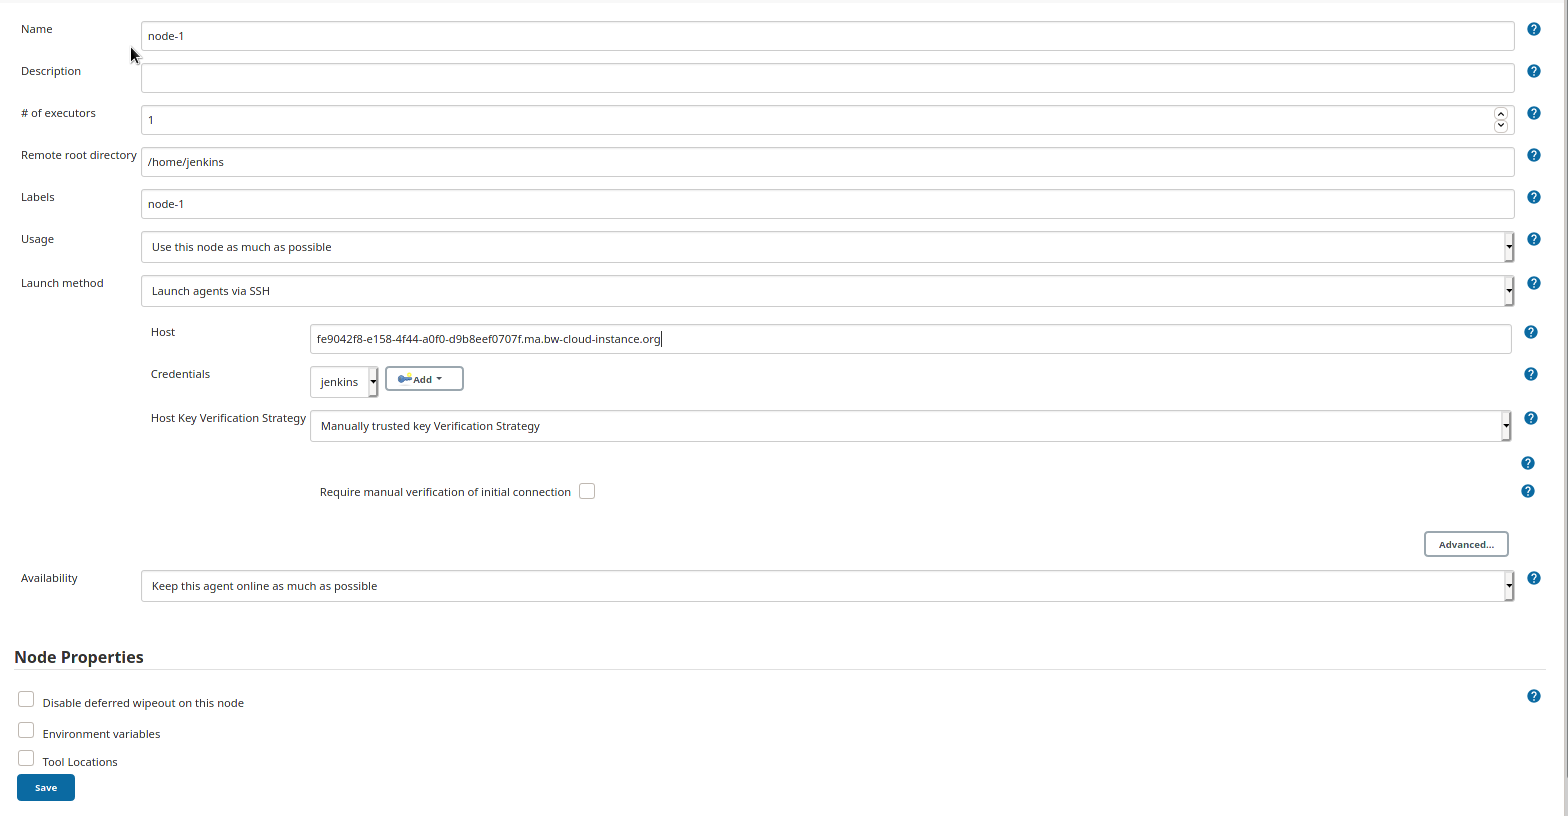 Name
node-1
Description
# of executors
1
Remote root directory
/home/jenkins
Labels
node-1
Usage
Use this node as much as possible
Launch method
Launch agents via SSH
Host
fe9042f8-e158-4f44-a0f0-d9b8eef0707f.ma.bw-cloud-instance.org
Credentials
jenkins
Add
Host Key Verification Strategy
Manually trusted key Verification Strategy
Require manual verification of initial connection
Advanced...
Availability
Keep this agent online as much as possible
Node Properties
Disable deferred wipeout on this node
Environment variables
Tool Locations
Save